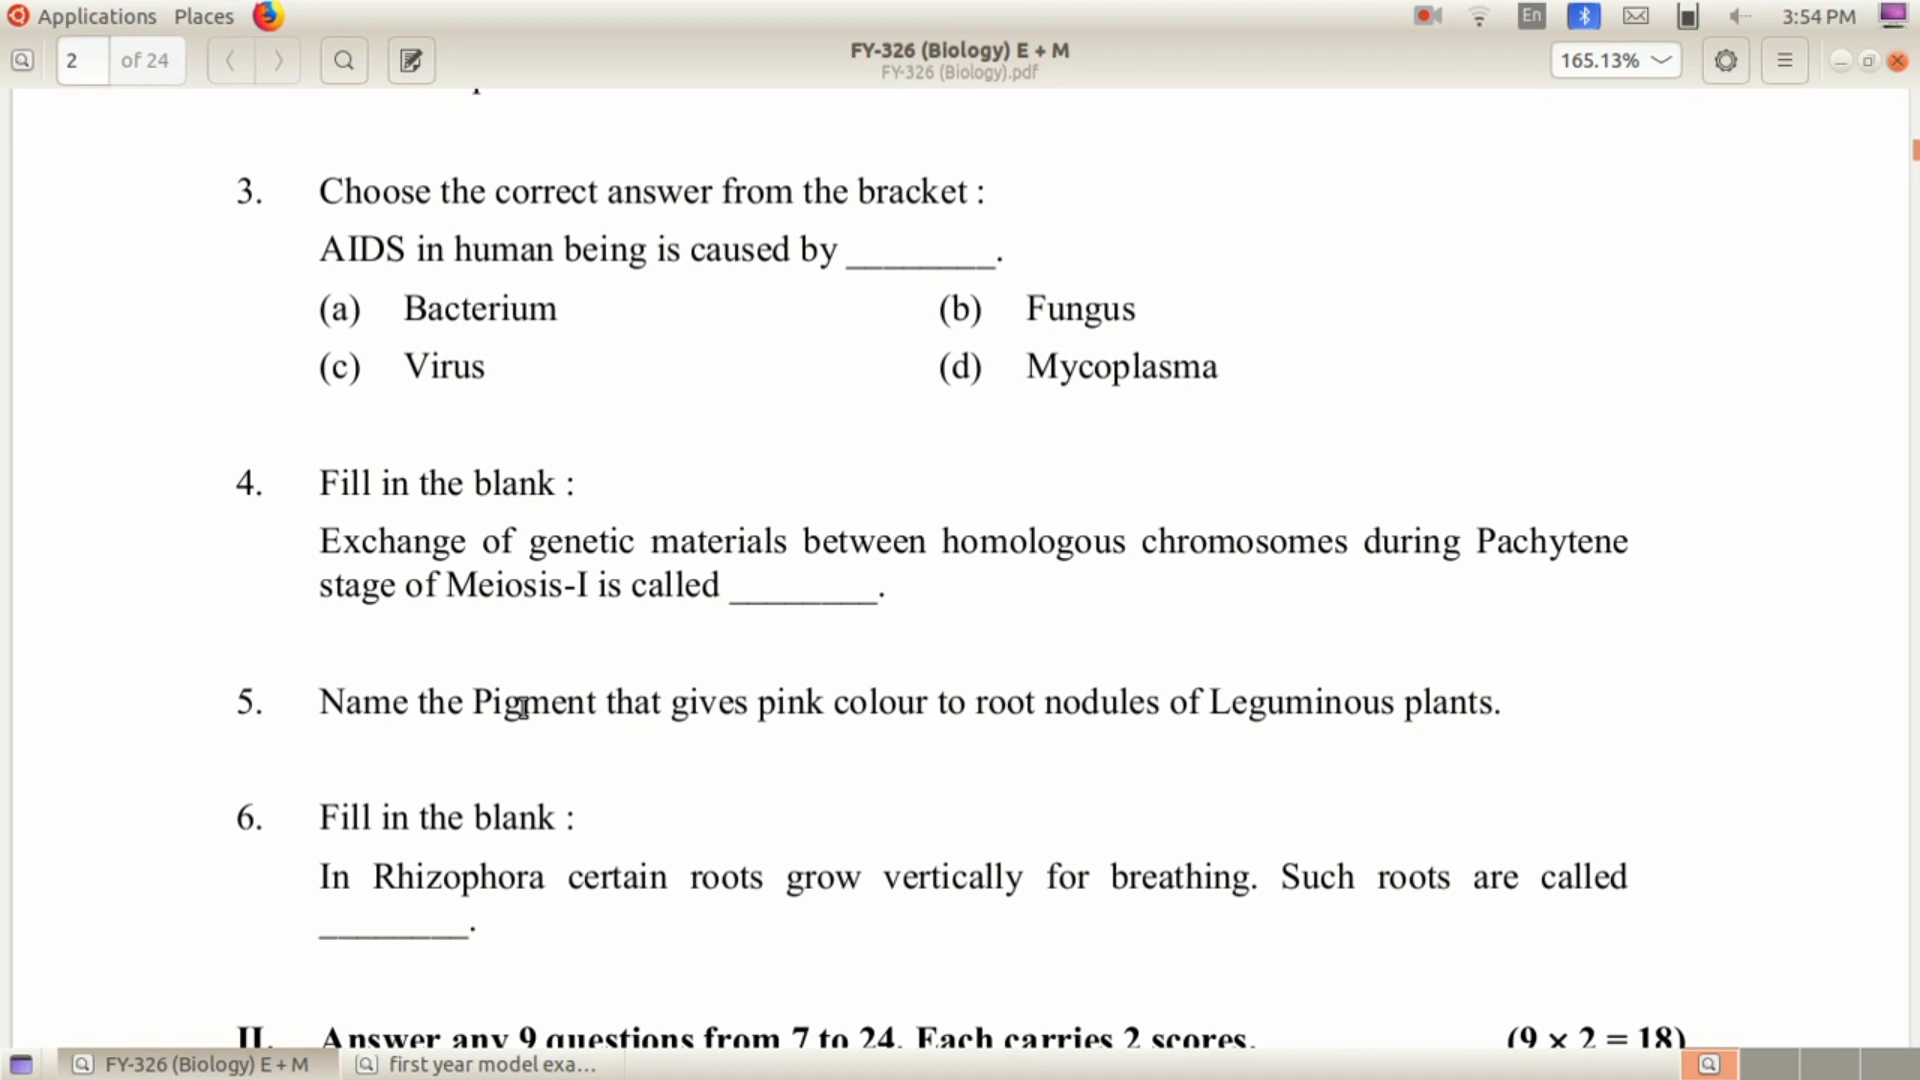 Applications Places En 3:54 PM
2 of 24 FY-326 (Biology) E + M 165.13%
FY-326 (Biology).pdf
3. Choose the correct answer from the bracket :
AIDS in human being is caused by ________.
(a) Bacterium (b) Fungus
(c) Virus (d) Mycoplasma
4. Fill in the blank :
Exchange of genetic materials between homologous chromosomes during Pachytene
stage of Meiosis-I is called ________.
5. Name the Pigment that gives pink colour to root nodules of Leguminous plants.
6. Fill in the blank :
In Rhizophora certain roots grow vertically for breathing. Such roots are called
________.
II. Answer any 9 questions from 7 to 24. Each carries 2 scores. (9 × 2 = 18)
FY-326 (Biology) E + M first year model exa...